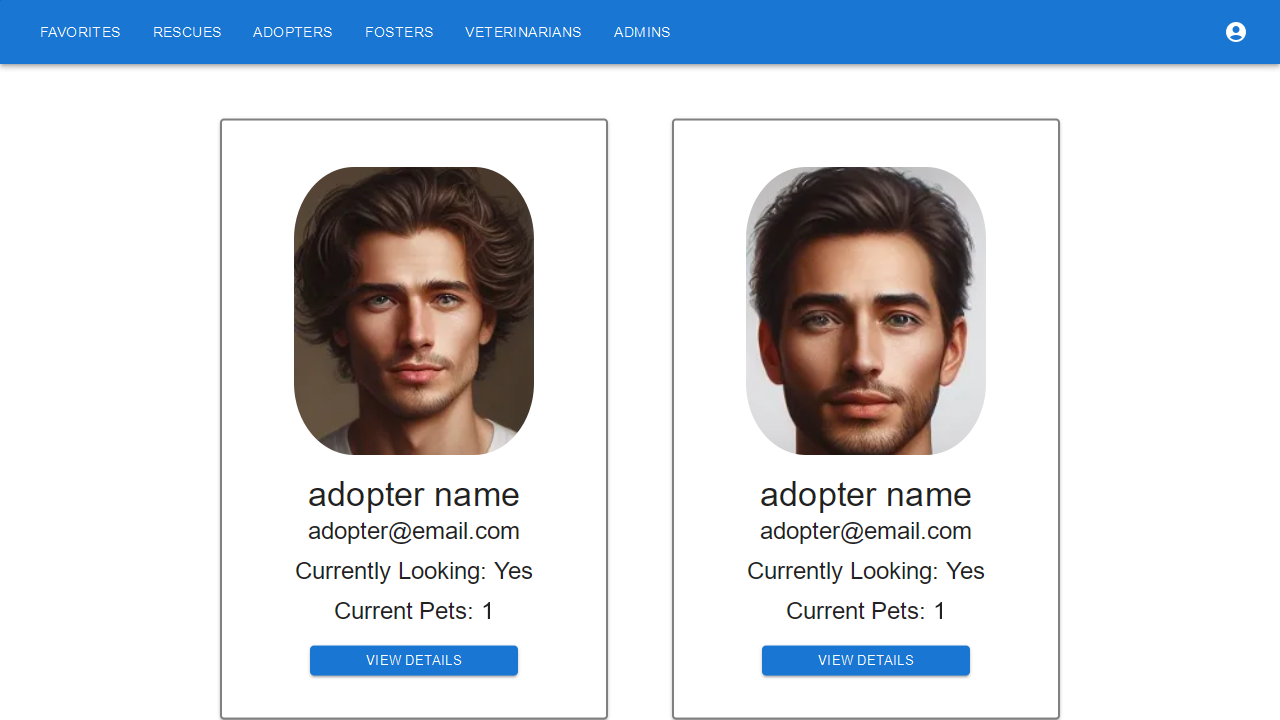 FAVORITES RESCUES ADOPTERS FOSTERS VETERINARIANS ADMINS
adopter name
adopter@email.com
Currently Looking: Yes
Current Pets: 1
VIEW DETAILS
adopter name
adopter@email.com
Currently Looking: Yes
Current Pets: 1
VIEW DETAILS